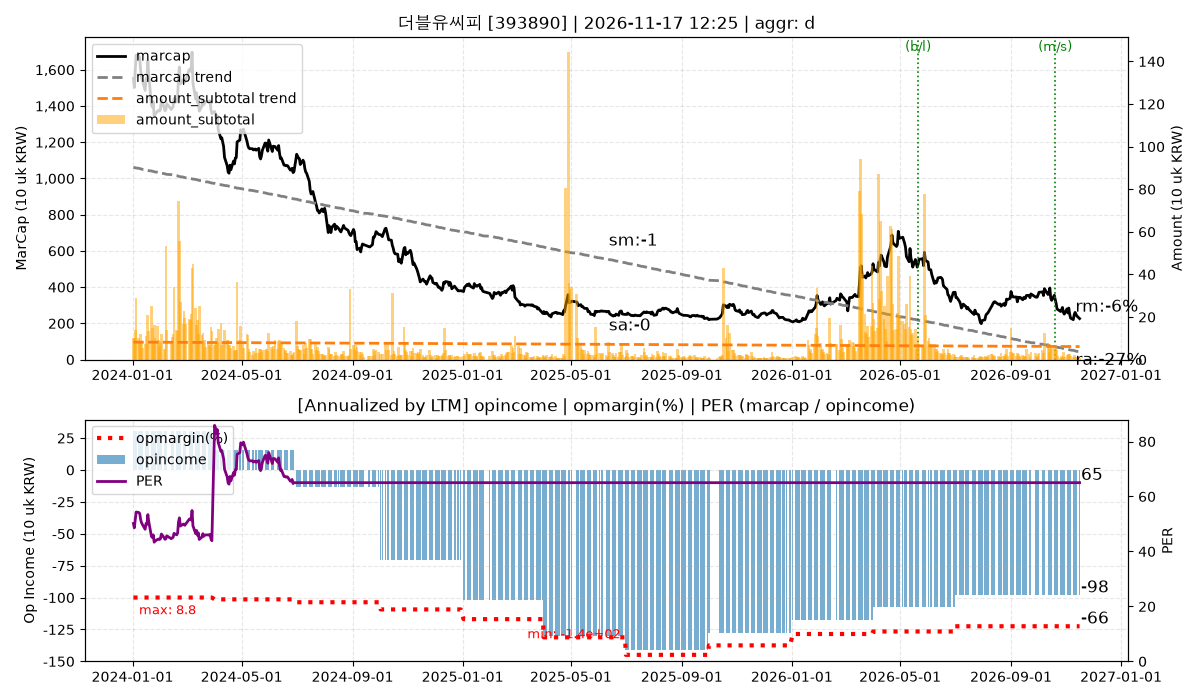 더블유씨피 [393890] | 2026-11-17 12:25 | aggr: d
marcap
marcap trend
amount_subtotal trend
amount_subtotal
(b/l)
(m/s)
sm:-1
sa:-0
rm:-6%
ra:-27%
MarCap (10 uk KRW)
1,600
1,400
1,200
1,000
800
600
400
200
0
Amount (10 uk KRW)
140
120
100
80
60
40
20
0
2024-01-01 2024-05-01 2024-09-01 2025-01-01 2025-05-01 2025-09-01 2026-01-01 2026-05-01 2026-09-01 2027-01-01
[Annualized by LTM] opincome | opmargin(%) | PER (marcap / opincome)
opmargin(%)
opincome
PER
max: 8.8
min: -1.4e+02
65
-98
-66
Op Income (10 uk KRW)
25
0
-25
-50
-75
-100
-125
-150
PER
80
60
40
20
0
2024-01-01 2024-05-01 2024-09-01 2025-01-01 2025-05-01 2025-09-01 2026-01-01 2026-05-01 2026-09-01 2027-01-01